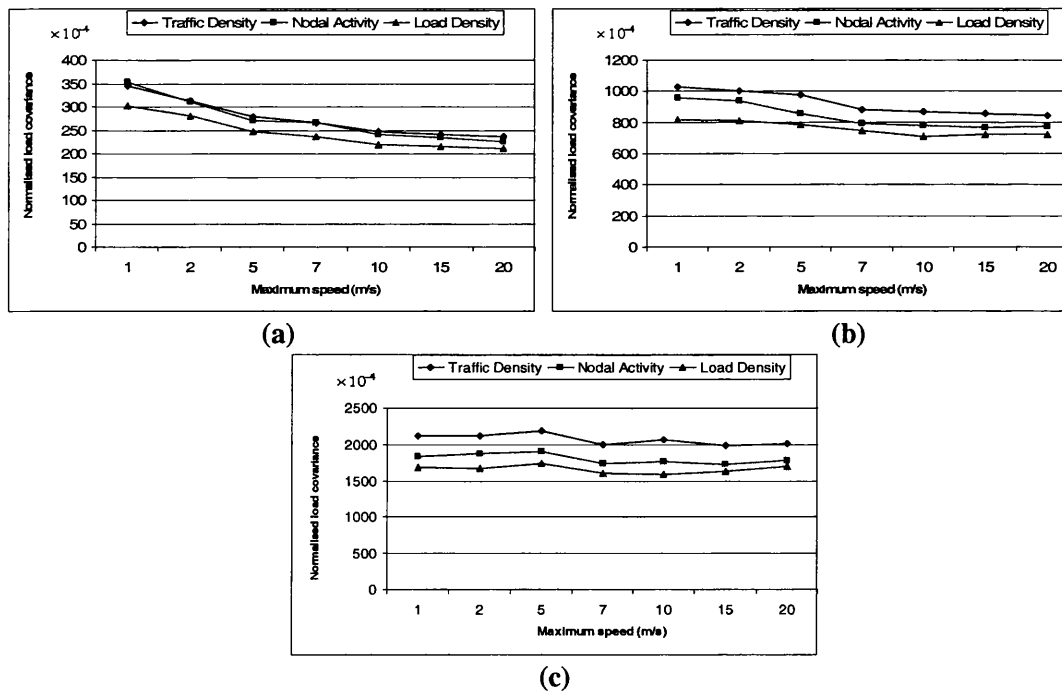 Traffic Density Nodal Activity Load Density
× 10⁻⁴
Normalised load covariance
400
350
300
250
200
150
100
50
0
1 2 5 7 10 15 20
Maximum speed (m/s)
(a)
Traffic Density Nodal Activity Load Density
× 10⁻⁴
Normalised load covariance
1200
1000
800
600
400
200
0
1 2 5 7 10 15 20
Maximum speed (m/s)
(b)
Traffic Density Nodal Activity Load Density
× 10⁻⁴
Normalised load covariance
2500
2000
1500
1000
500
0
1 2 5 7 10 15 20
Maximum speed (m/s)
(c)